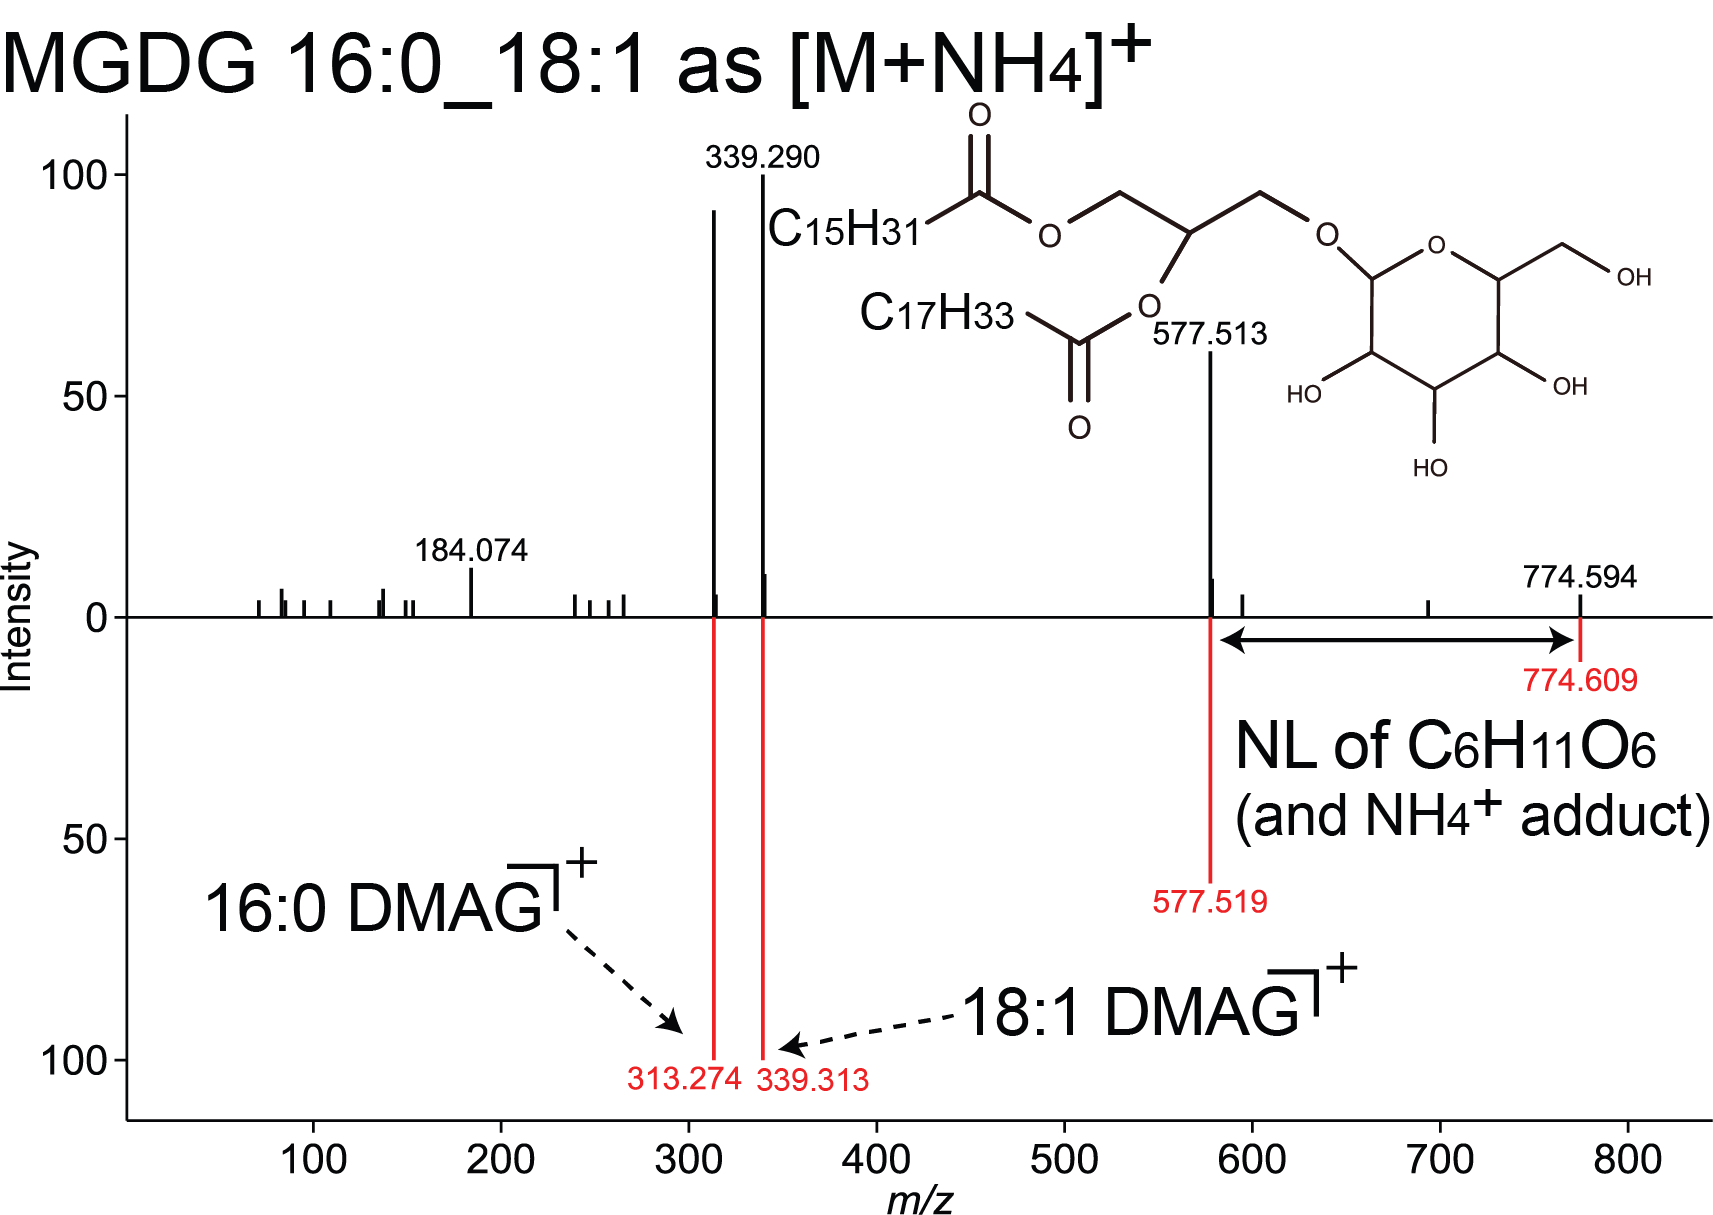 MGDG 16:0_18:1 as [M+NH4]+
O
339.290
100
C15H31
O
O
O
OH
C17H33
O
577.513
50
HO
OH
O
HO
184.074
774.594
0
Intensity
774.609
NL of C6H11O6
(and NH4+ adduct)
50
577.519
16:0 DMAG+
18:1 DMAG+
100
313.274
339.313
100
200
300
400
500
600
700
800
m/z